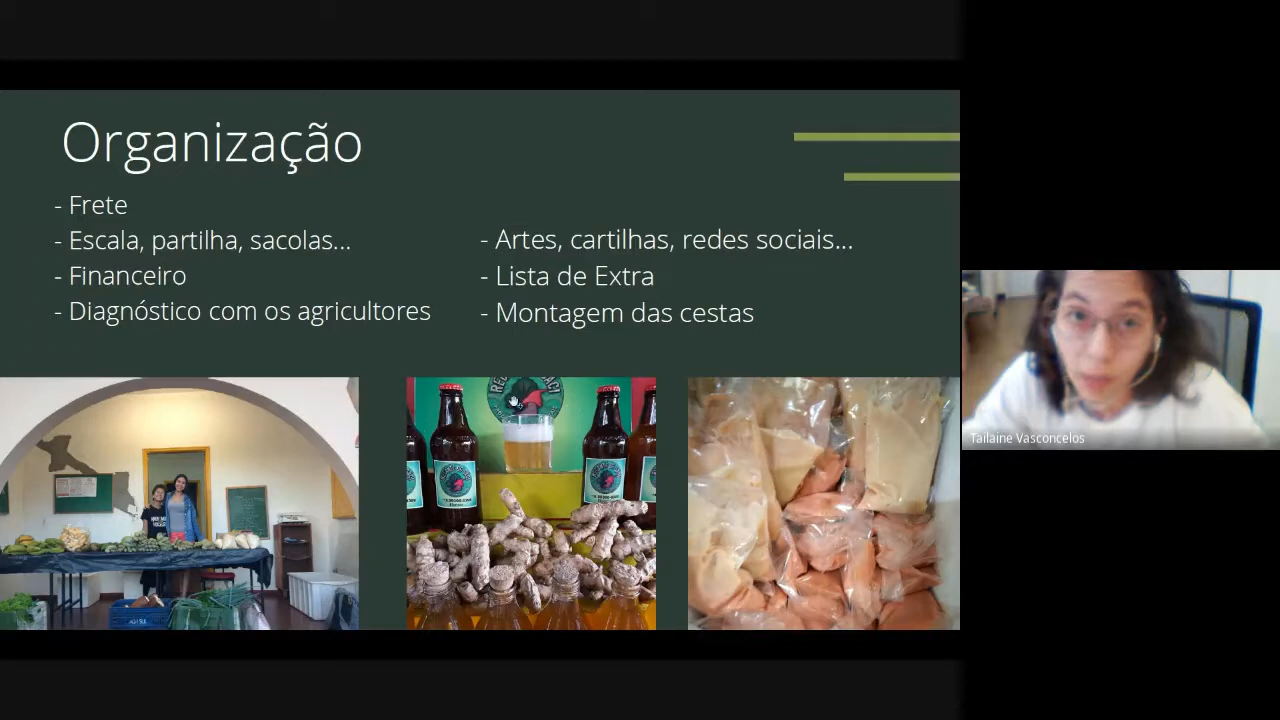 Organização
- Frete
- Escala, partilha, sacolas...
- Financeiro
- Diagnóstico com os agricultores
- Artes, cartilhas, redes sociais...
- Lista de Extra
- Montagem das cestas
Tailaine Vasconcelos